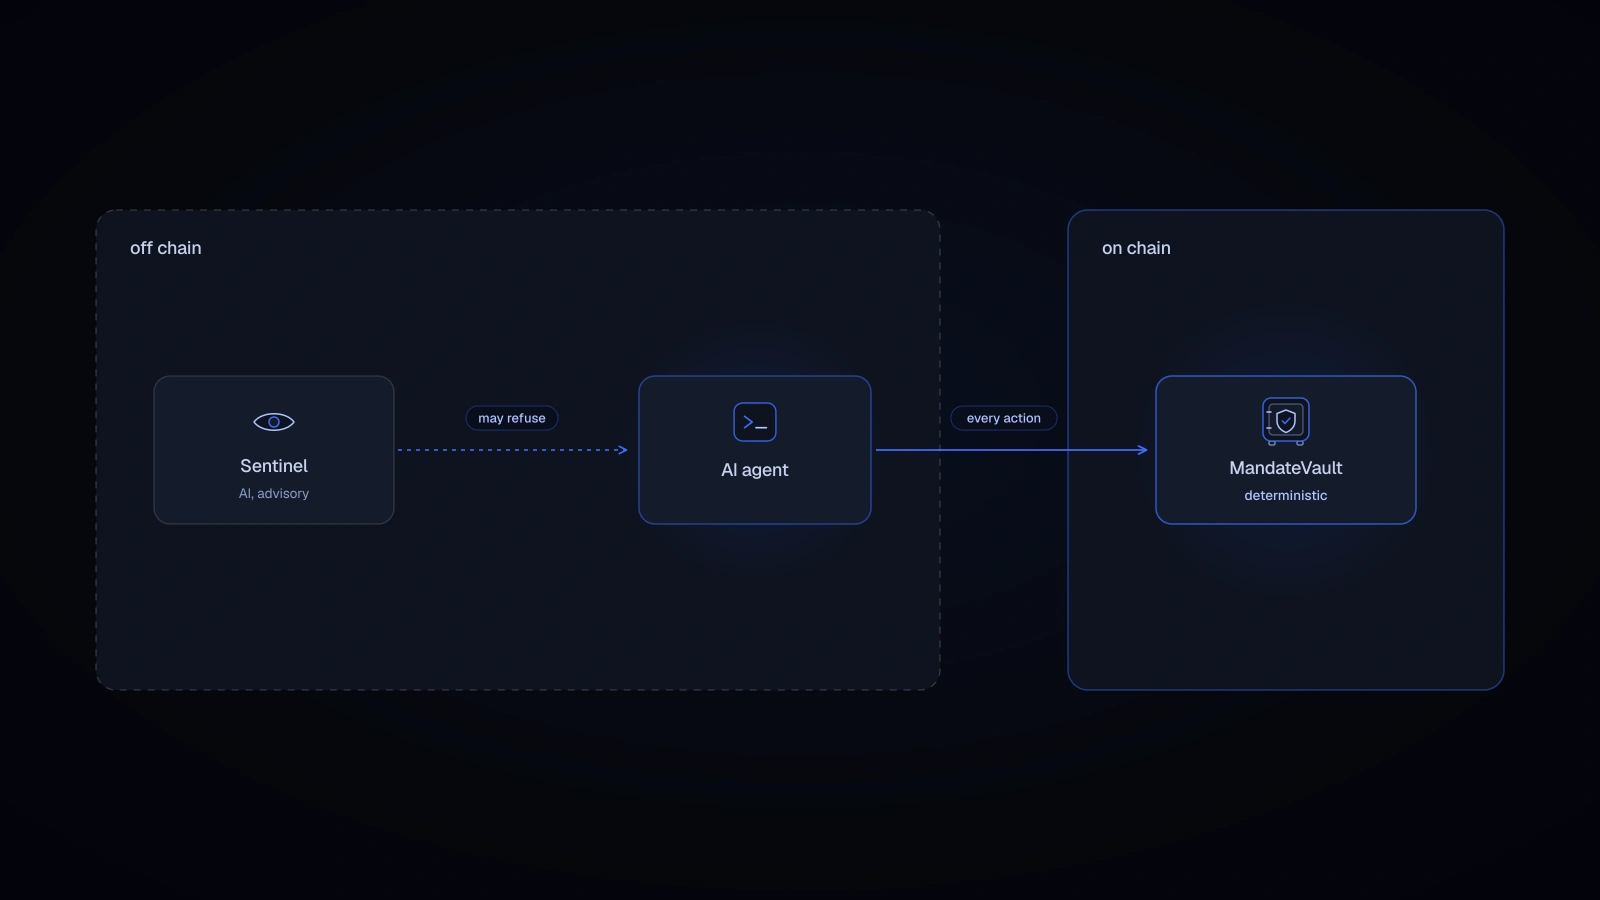 off chain
on chain
may refuse
every action
Sentinel
AI, advisory
AI agent
MandateVault
deterministic